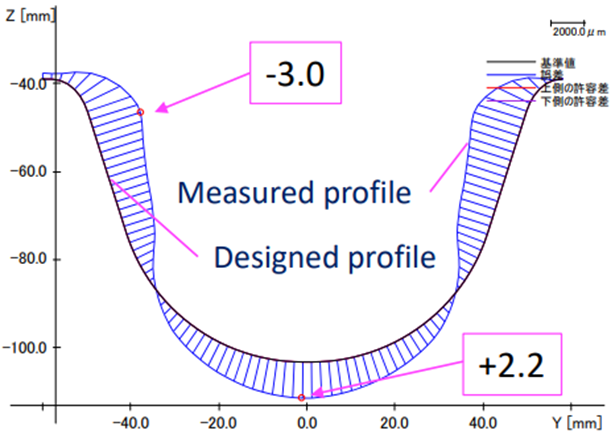 Z [mm]
2000.0 μm
基準値
誤差
上側の許容差
下側の許容差
-3.0
-40.0
-60.0
Measured profile
Designed profile
-80.0
-100.0
+2.2
-40.0
-20.0
0.0
20.0
40.0
Y [mm]